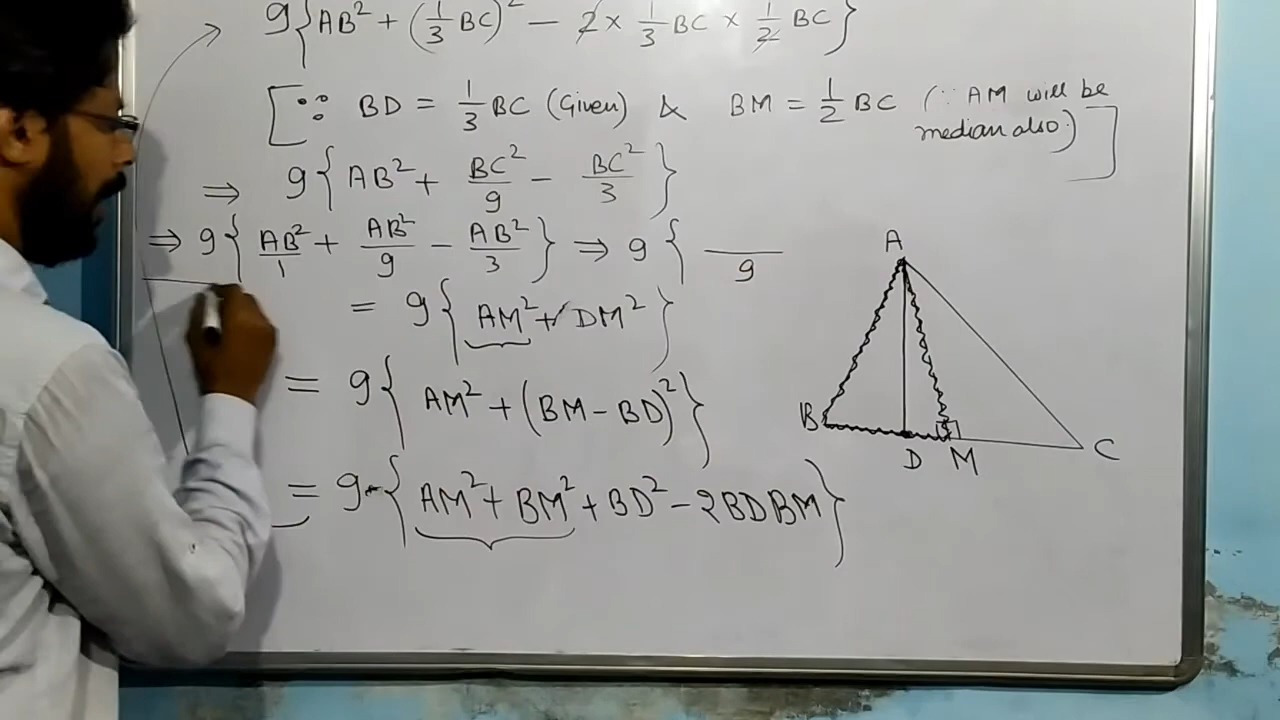 9{AB² + (1/3 BC)² - 2 × 1/3 BC × 1/2 BC}
[∵ BD = 1/3 BC (Given) & BM = 1/2 BC (∵ AM will be
median also)]
⇒ 9{AB² + BC²/9 - BC²/3}
⇒ 9{AB²/1 + AB²/9 - AB²/3} ⇒ 9{ /9
= 9{AM² + DM²}
= 9{AM² + (BM - BD)²}
= 9{AM² + BM² + BD² - 2BDBM}
A
B
D
M
C